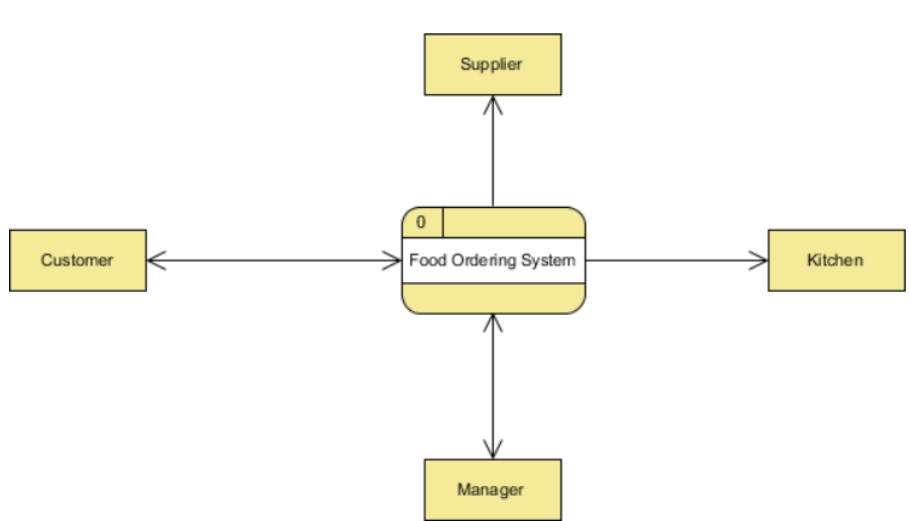 Supplier
0
Customer
Food Ordering System
Kitchen
Manager